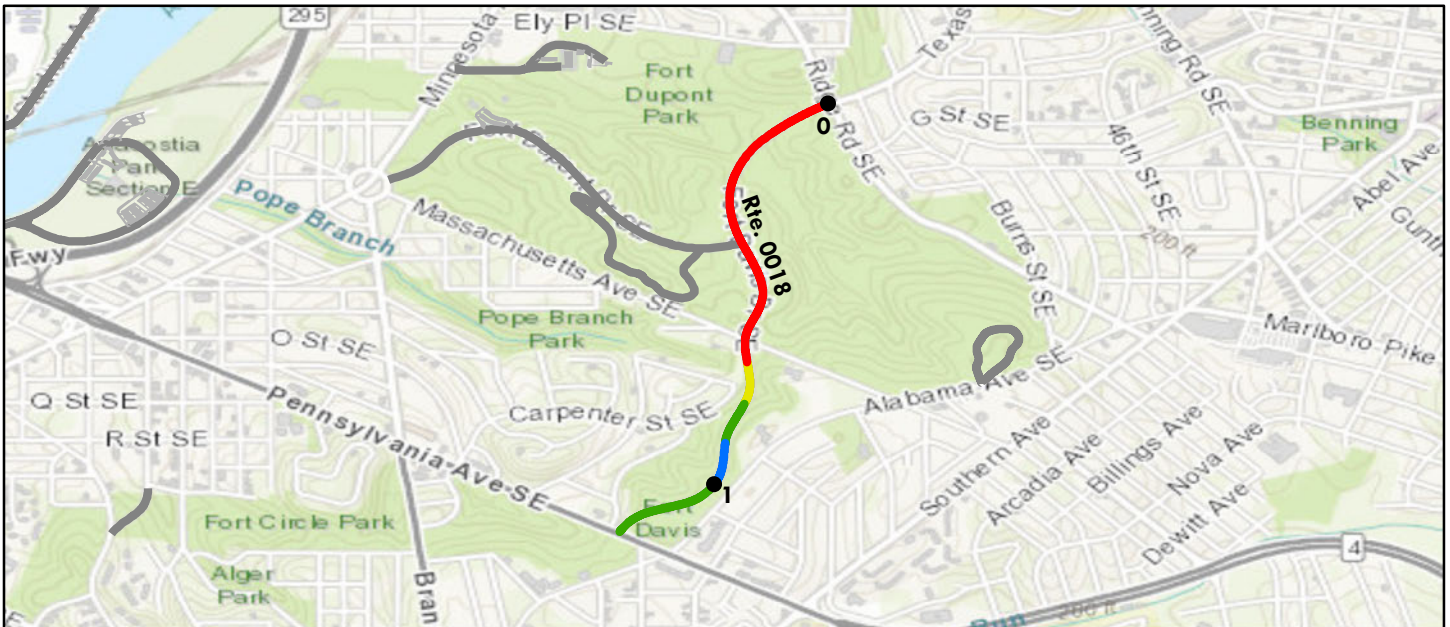 295
Ely Pl SE
Minnesota
Texas
Ridge Rd SE
Fort
Dupont
Park
0
G St SE
46th St SE
Benning
Park
Abel Ave
Anacostia
Park
Section E
Pope Branch
Massachusetts Ave SE
Rte. 0018
Burns St SE
200 ft
Fwy
Pope Branch
Park
O St SE
Marlboro Pike
Alabama Ave SE
Q St SE
R St SE
Pennsylvania Ave SE
Carpenter St SE
Southern Ave
Arcadia Ave
Billings Ave
Nova Ave
Dewitt Ave
1
Fort
Davis
Fort Circle Park
Alger
Park
Bran
4
Run
200 ft